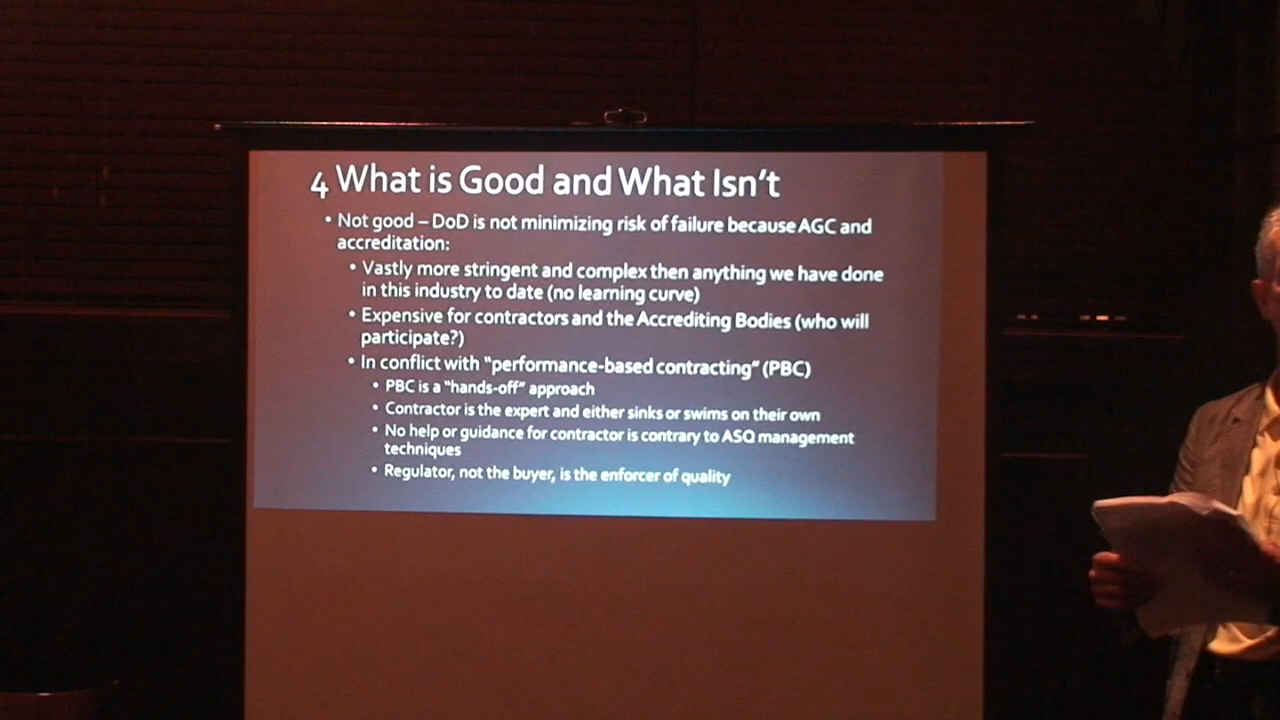 4 What is Good and What Isn't
• Not good – DoD is not minimizing risk of failure because AGC and
accreditation:
• Vastly more stringent and complex then anything we have done
in this industry to date (no learning curve)
• Expensive for contractors and the Accrediting Bodies (who will
participate?)
• In conflict with "performance-based contracting" (PBC)
• PBC is a "hands-off" approach
• Contractor is the expert and either sinks or swims on their own
• No help or guidance for contractor is contrary to ASQ management
techniques
• Regulator, not the buyer, is the enforcer of quality